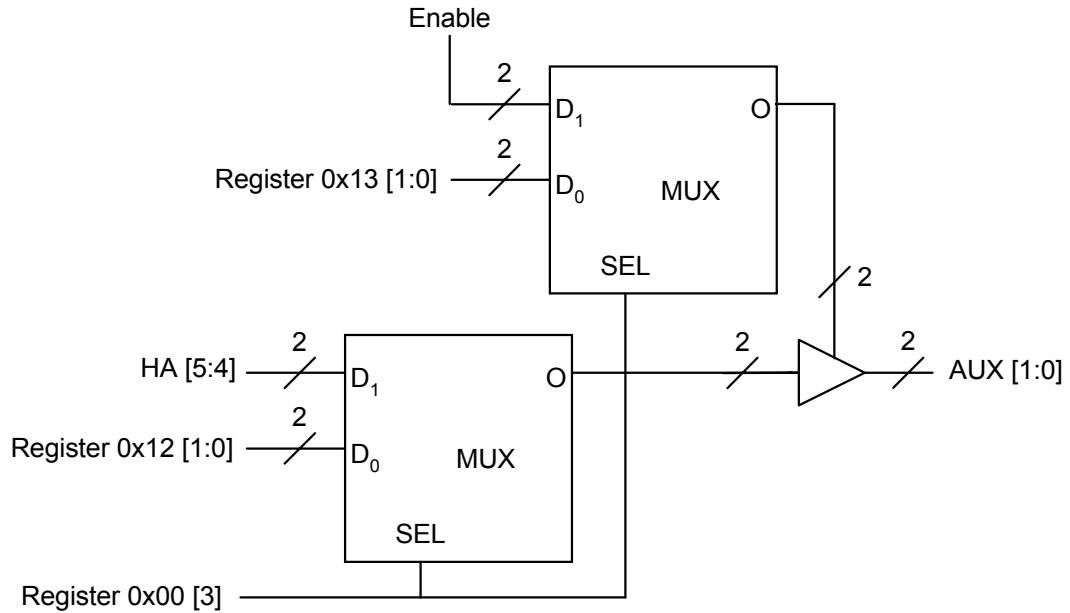 Enable
2
D₁
O
2
Register 0x13 [1:0]
D₀
MUX
SEL
2
2
HA [5:4]
D₁
O
2
2
AUX [1:0]
2
Register 0x12 [1:0]
D₀
MUX
SEL
Register 0x00 [3]